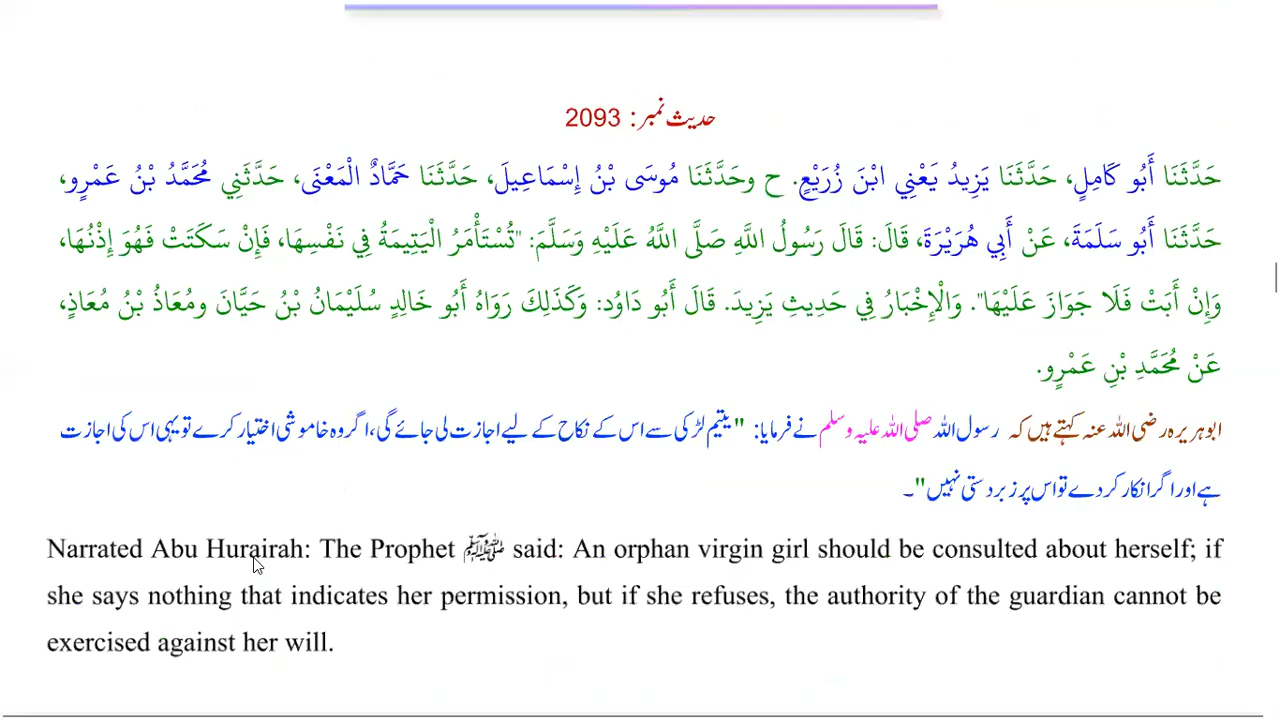 حدیث نمبر: 2093
حَدَّثَنَا أَبُو كَامِلٍ، حَدَّثَنَا يَزِيدُ يَعْنِي ابْنَ زُرَيْعٍ. ح وحَدَّثَنَا مُوسَى بْنُ إِسْمَاعِيلَ، حَدَّثَنَا حَمَّادٌ الْمَعْنَى، حَدَّثَنِي مُحَمَّدُ بْنُ عَمْرٍو،
حَدَّثَنَا أَبُو سَلَمَةَ، عَنْ أَبِي هُرَيْرَةَ، قَالَ: قَالَ رَسُولُ اللَّهِ صَلَّى اللَّهُ عَلَيْهِ وَسَلَّمَ: "تُسْتَأْمَرُ الْيَتِيمَةُ فِي نَفْسِهَا، فَإِنْ سَكَتَتْ فَهُوَ إِذْنُهَا،
وَإِنْ أَبَتْ فَلَا جَوَازَ عَلَيْهَا". وَالْإِخْبَارُ فِي حَدِيثِ يَزِيدَ. قَالَ أَبُو دَاوُد: وَكَذَلِكَ رَوَاهُ أَبُو خَالِدٍ سُلَيْمَانُ بْنُ حَيَّانَ ومُعَاذُ بْنُ مُعَاذٍ،
عَنْ مُحَمَّدِ بْنِ عَمْرٍو.
ابوہریرہ رضی اللہ عنہ کہتے ہیں کہ رسول اللہ صلی اللہ علیہ وسلم نے فرمایا: "یتیم لڑکی سے اس کے نکاح کے لیے اجازت لی جائے گی، اگر وہ خاموشی اختیار کرے تو یہی اس کی اجازت
ہے اور اگر انکار کر دے تو اس پر زبردستی نہیں"۔
Narrated Abu Hurairah: The Prophet ﷺ said: An orphan virgin girl should be consulted about herself; if
she says nothing that indicates her permission, but if she refuses, the authority of the guardian cannot be
exercised against her will.